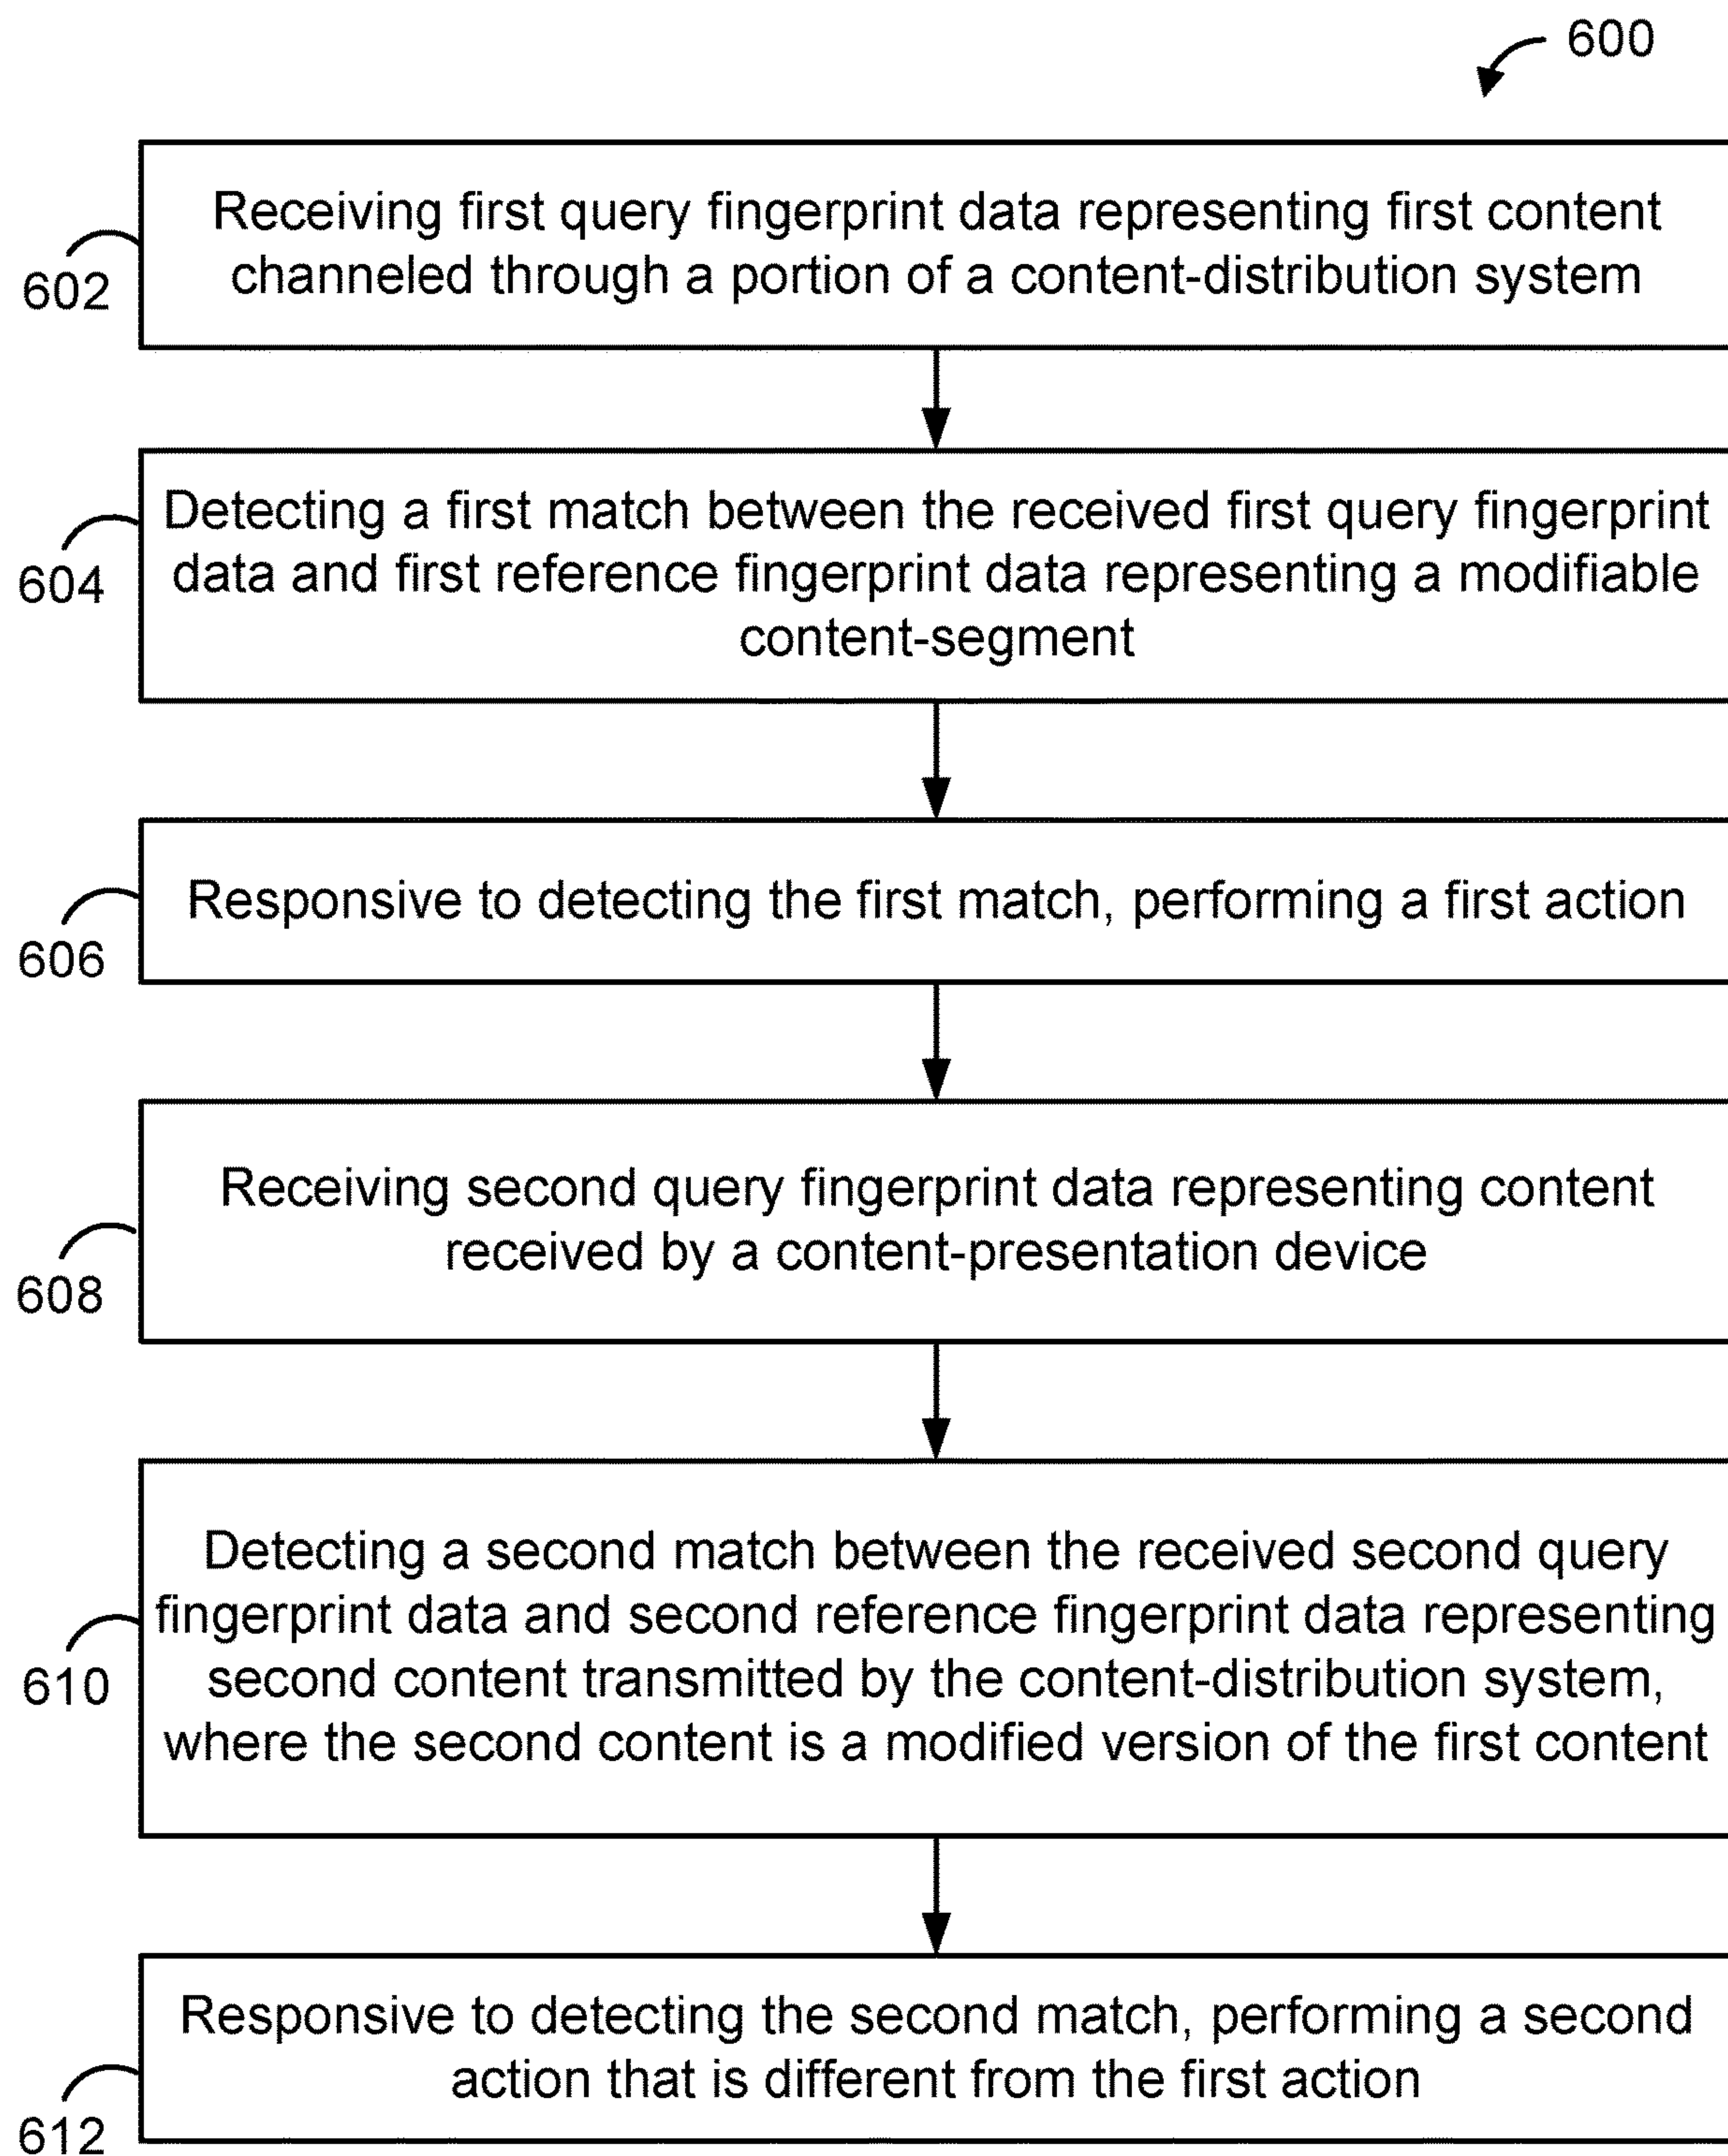 600
Receiving first query fingerprint data representing first content
channeled through a portion of a content-distribution system
602
Detecting a first match between the received first query fingerprint
data and first reference fingerprint data representing a modifiable
content-segment
604
Responsive to detecting the first match, performing a first action
606
Receiving second query fingerprint data representing content
received by a content-presentation device
608
Detecting a second match between the received second query
fingerprint data and second reference fingerprint data representing
second content transmitted by the content-distribution system,
where the second content is a modified version of the first content
610
Responsive to detecting the second match, performing a second
action that is different from the first action
612